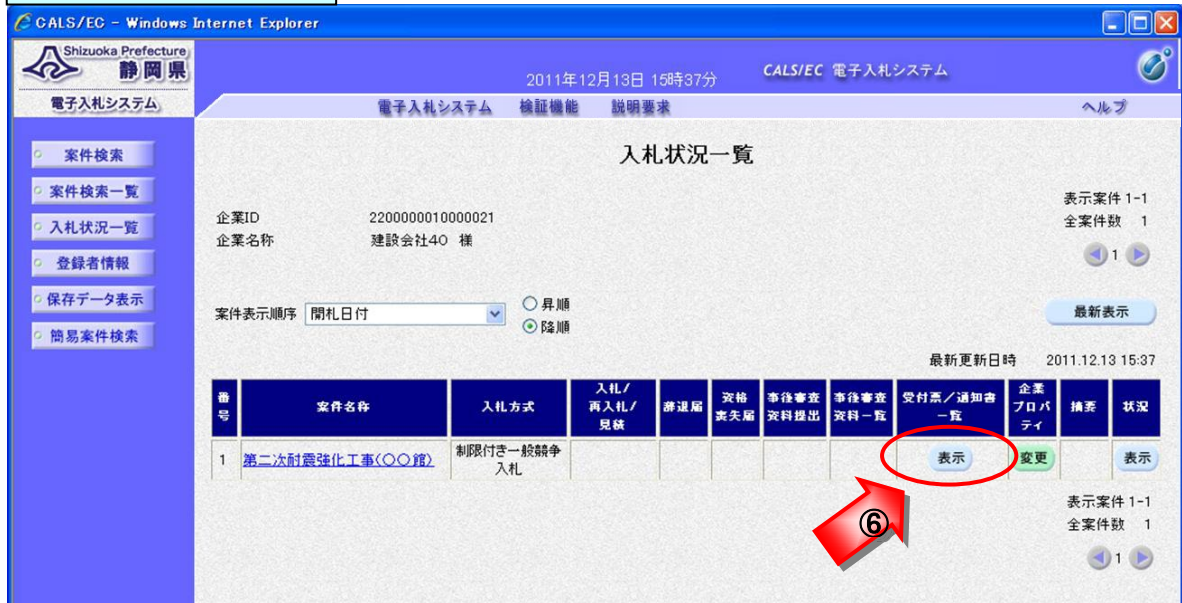 CALS/EC - Windows Internet Explorer
Shizuoka Prefecture
静岡県
2011年12月13日 15時37分
CALS/EC 電子入札システム
電子入札システム
電子入札システム 検証機能 説明要求
ヘルプ
案件検索
案件検索一覧
入札状況一覧
登録者情報
保存データ表示
簡易案件検索
入札状況一覧
表示案件 1-1
全案件数 1
1
企業ID 2200000010000021
企業名称 建設会社40 様
案件表示順序 開札日付
昇順
降順
最新表示
最新更新日時 2011.12.13 15:37
番号 案件名称 入札方式 入札/再入札/見積 辞退届 資格喪失届 事後審査資料提出 事後審査資料一覧 受付票/通知書一覧 企業プロパティ 摘要 状況
1 第二次耐震強化工事(〇〇館) 制限付き一般競争入札 表示 変更 表示
⑥
表示案件 1-1
全案件数 1
1